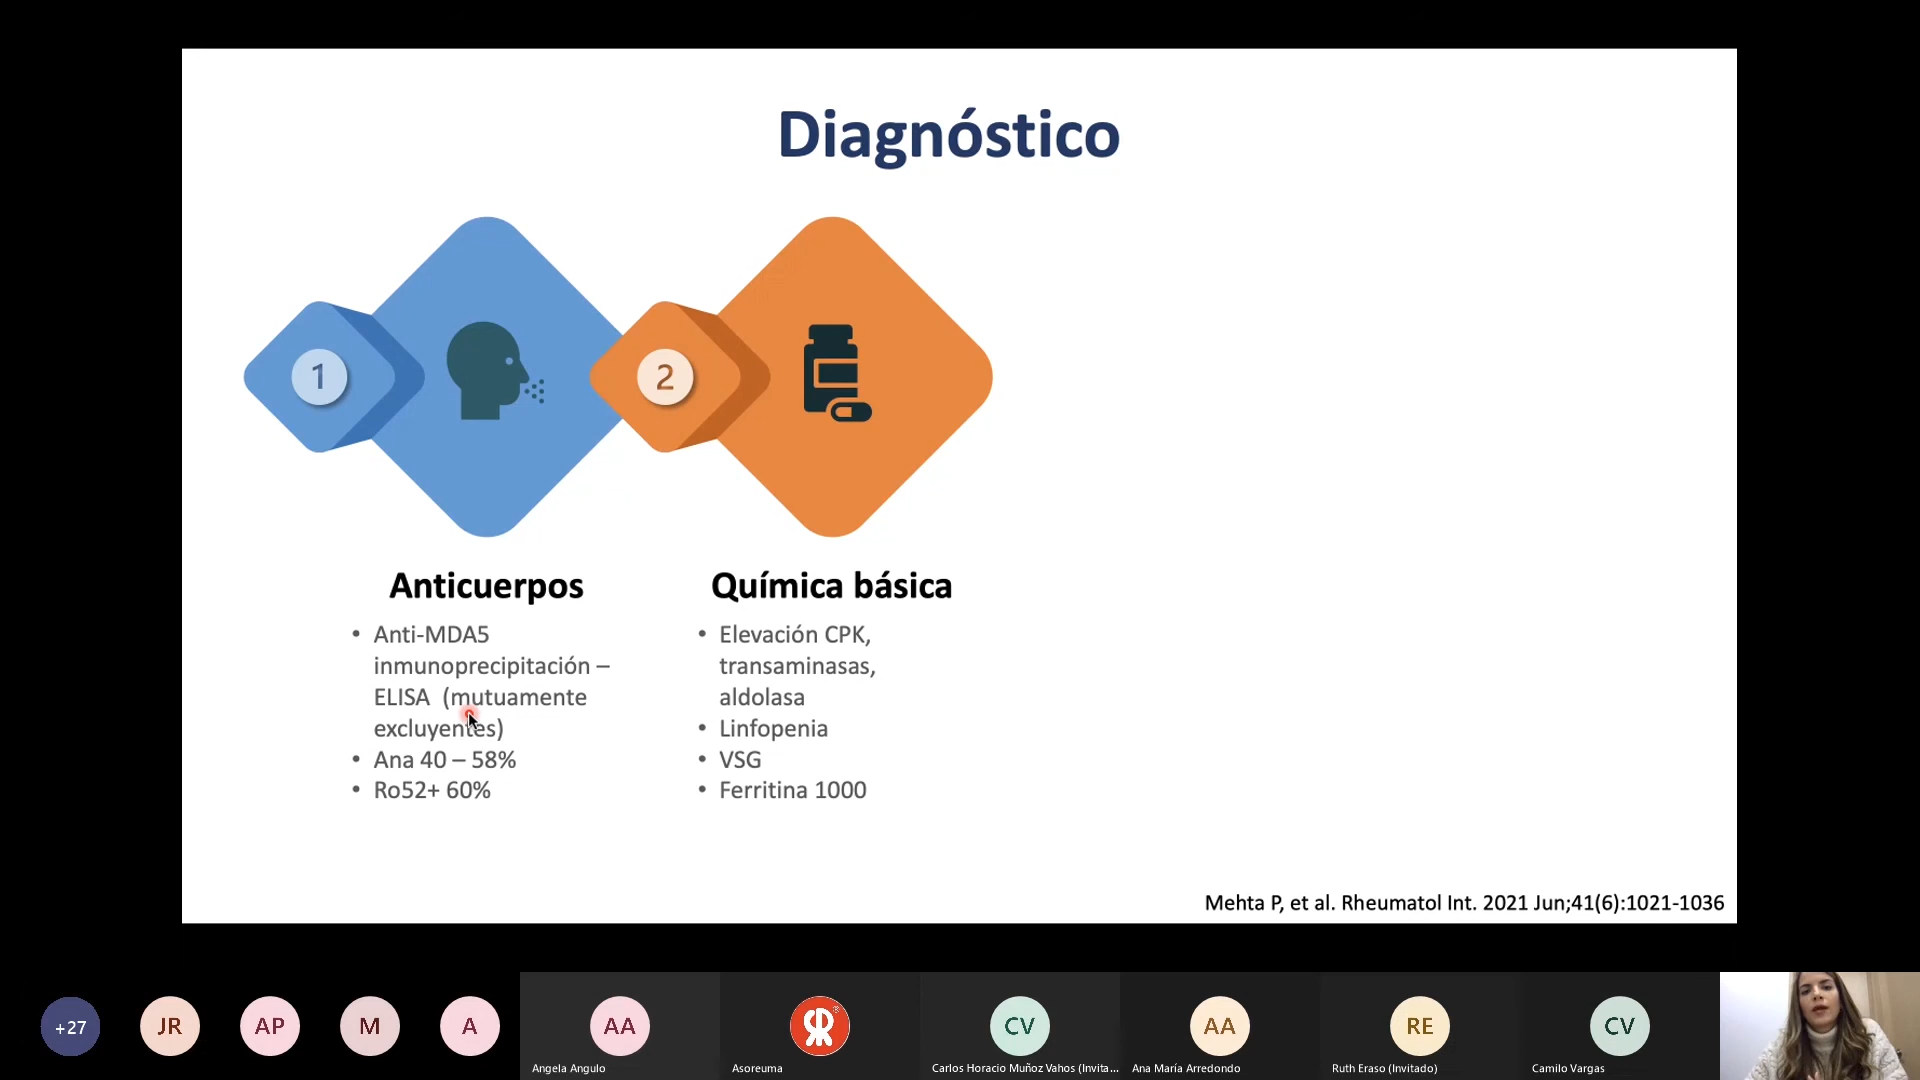 Diagnóstico
1
2
Anticuerpos
• Anti-MDA5
inmunoprecipitación –
ELISA (mutuamente
excluyentes)
• Ana 40 – 58%
• Ro52+ 60%
Química básica
• Elevación CPK,
transaminasas,
aldolasa
• Linfopenia
• VSG
• Ferritina 1000
Mehta P, et al. Rheumatol Int. 2021 Jun;41(6):1021-1036
+27
JR
AP
M
A
AA
Angela Angulo
Asoreuma
CV
Carlos Horacio Muñoz Vahos (Invita...
AA
Ana María Arredondo
RE
Ruth Eraso (Invitado)
CV
Camilo Vargas